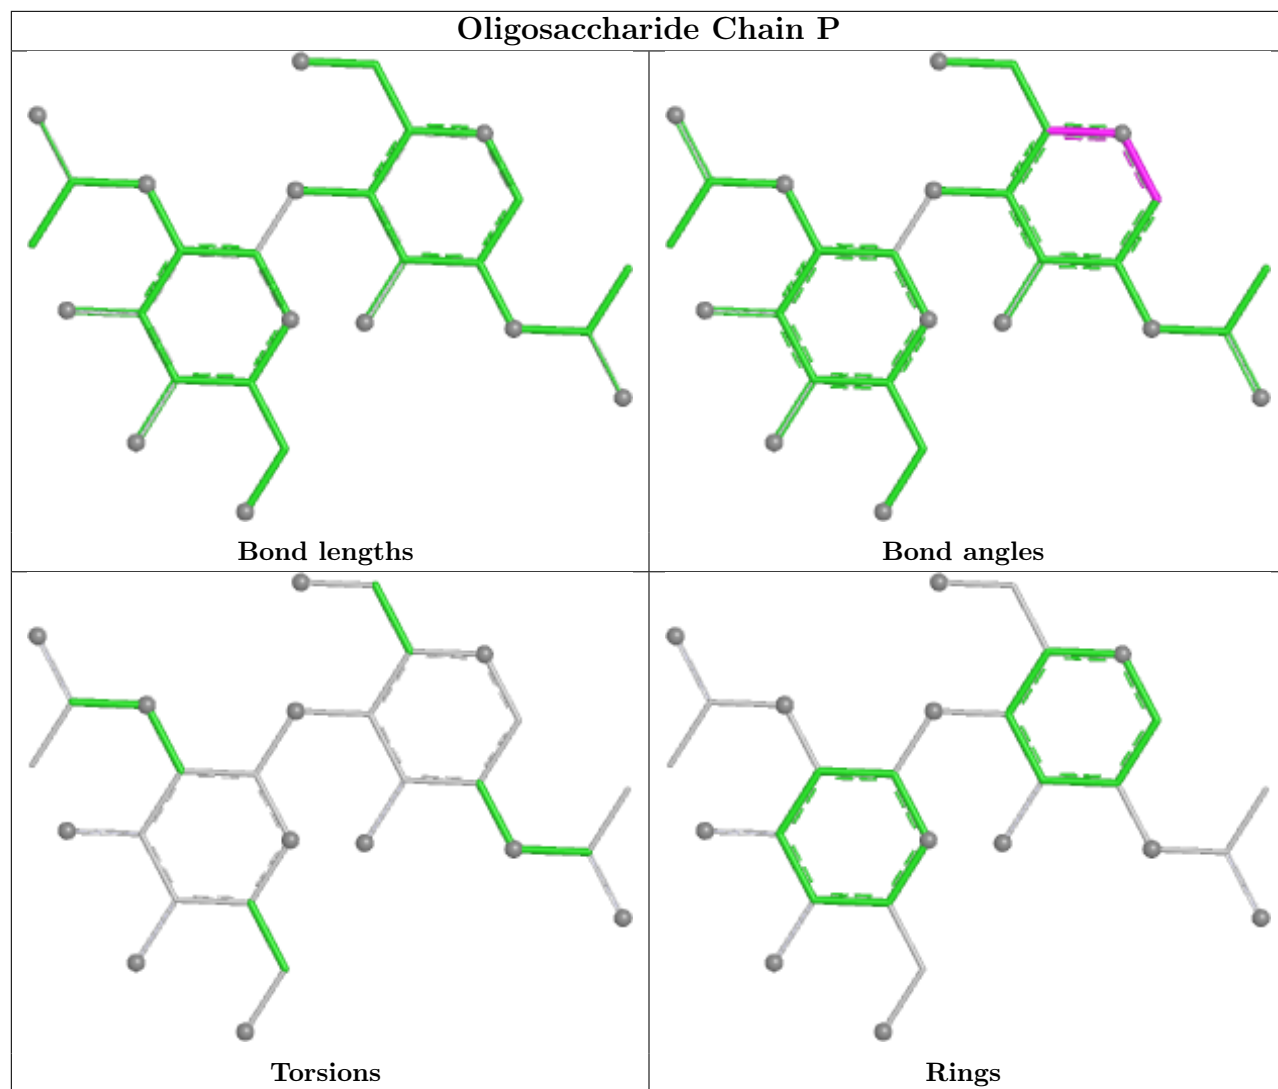 Oligosaccharide Chain P
Bond lengths
Bond angles
Torsions
Rings